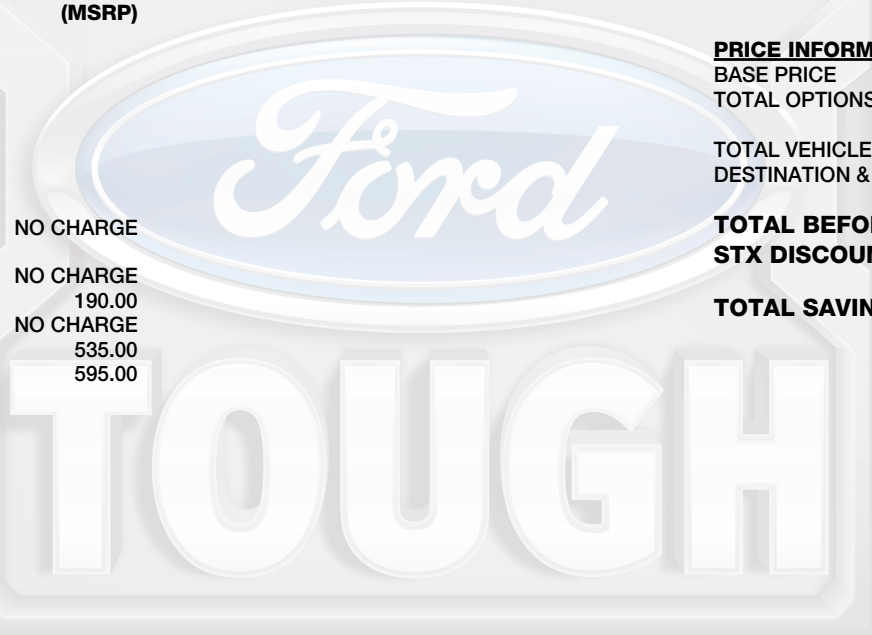 (MSRP)
NO CHARGE
NO CHARGE
190.00
NO CHARGE
535.00
595.00
PRICE INFORM
BASE PRICE
TOTAL OPTIONS
TOTAL VEHICLE
DESTINATION &
TOTAL BEFO
STX DISCOUN
TOTAL SAVIN
Ford
TOUGH